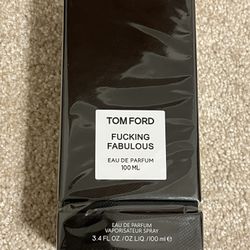 TOM FORD
FUCKING
FABULOUS
EAU DE PARFUM
100 ML
EAU DE PARFUM
VAPORISATEUR SPRAY
3.4 FL.OZ./OZ LIQ./100 ml ℮